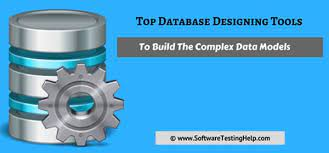 Top Database Designing Tools
To Build The Complex Data Models
© www.SoftwareTestingHelp.com